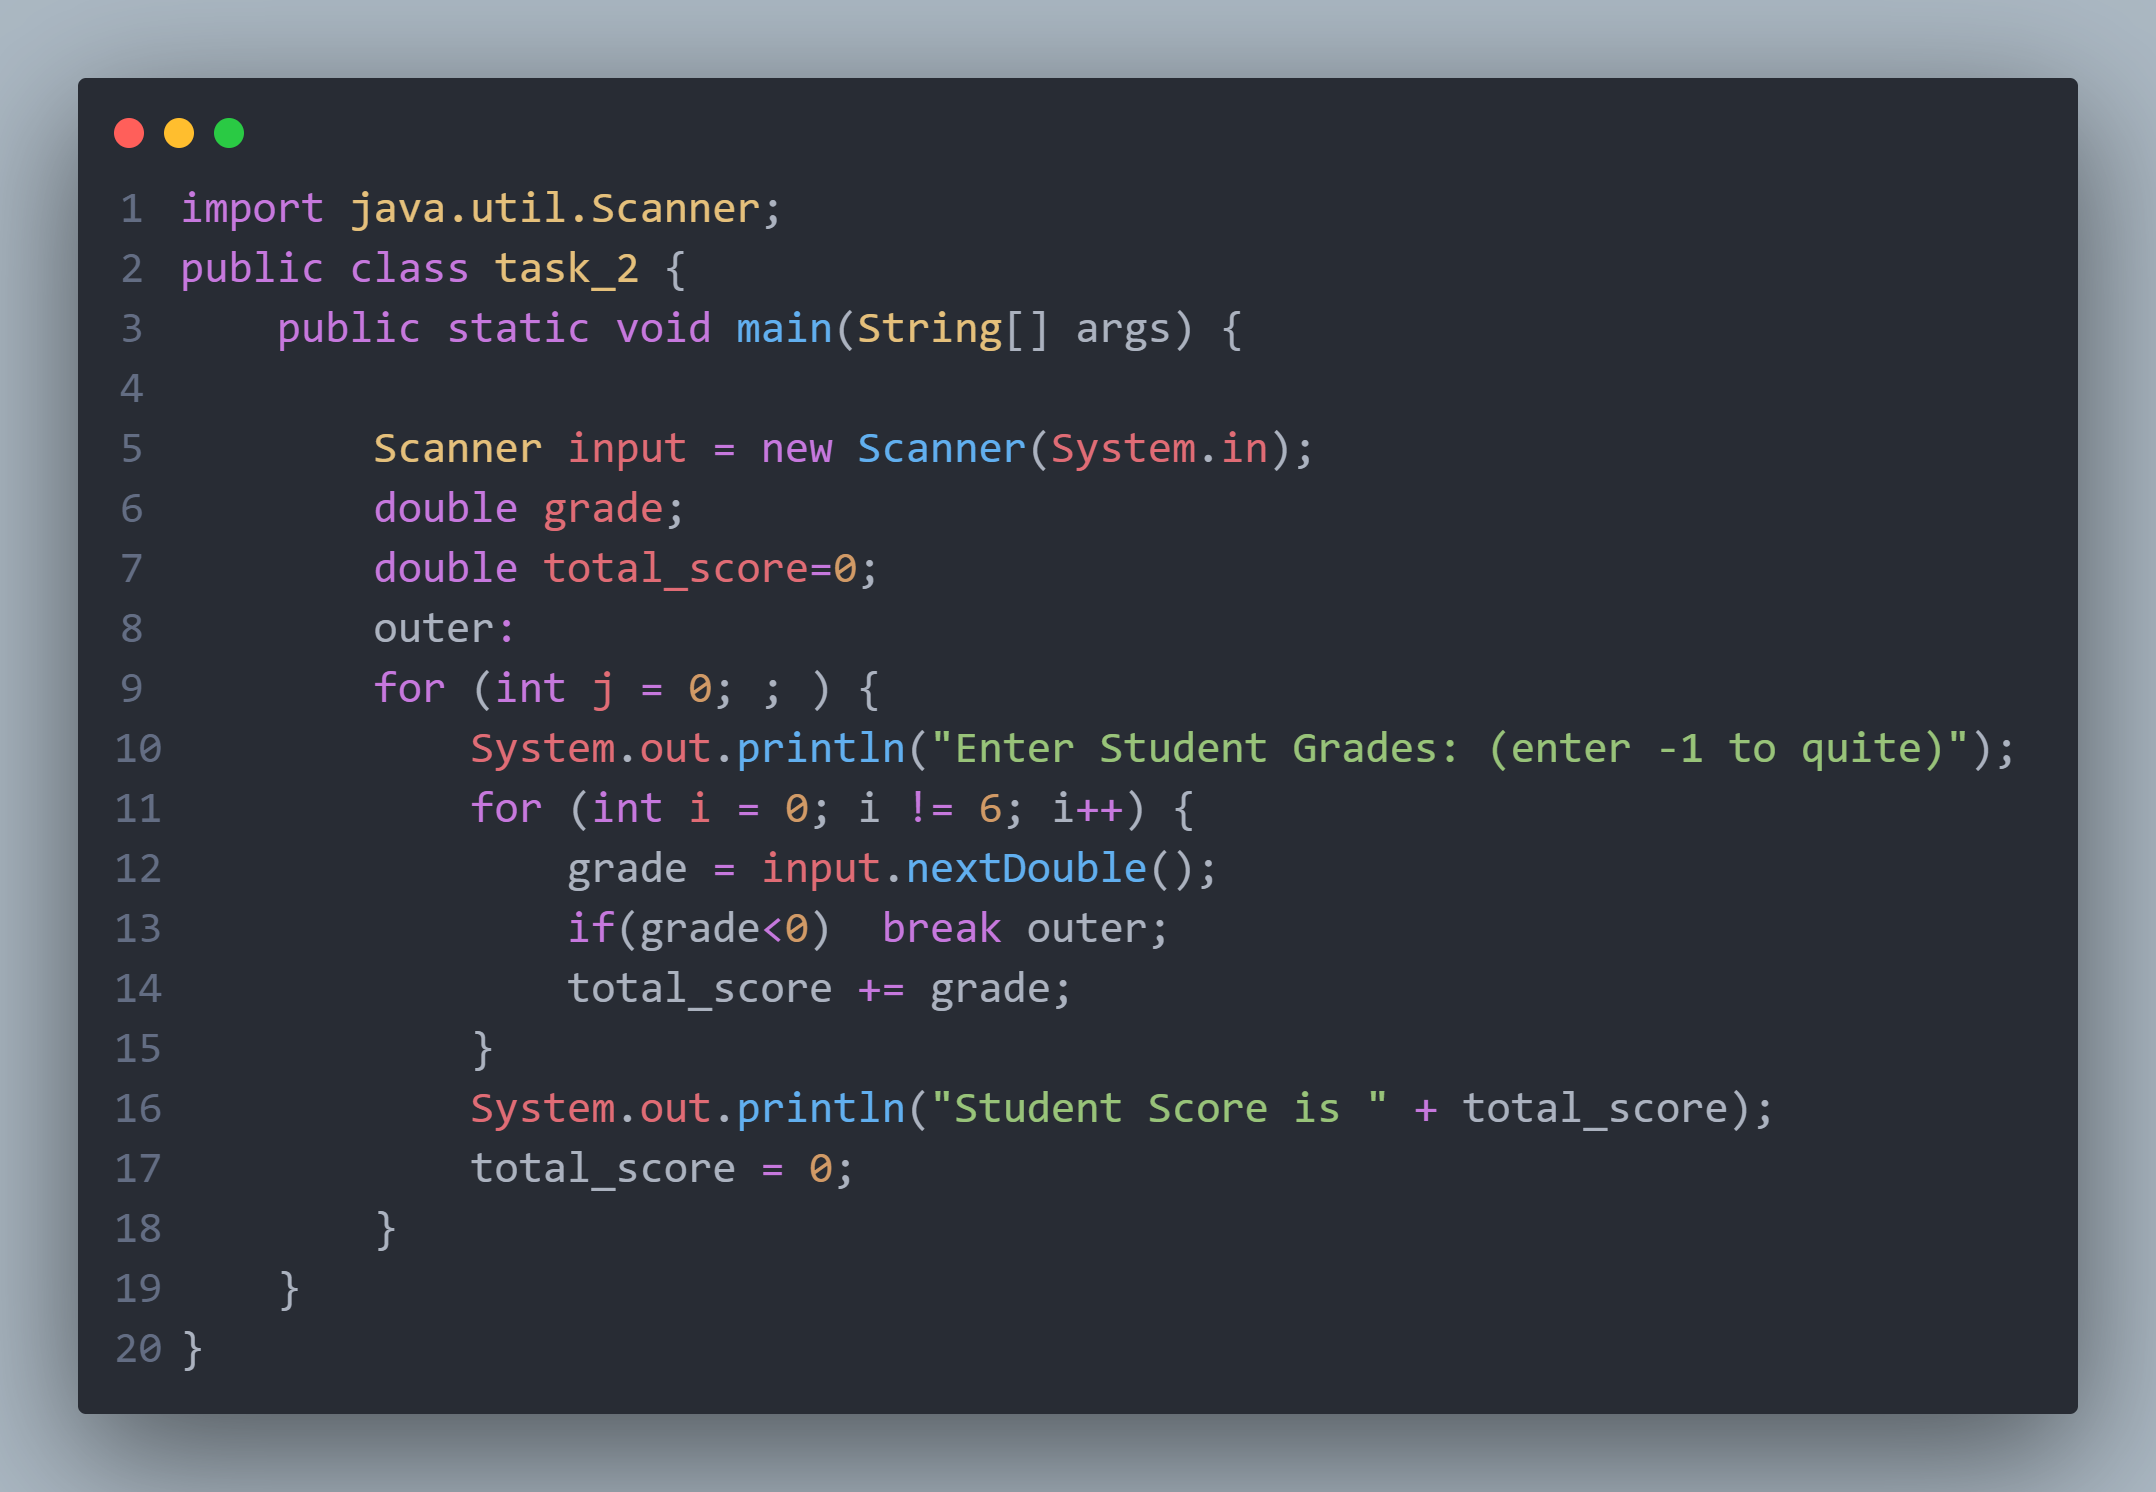 1 import java.util.Scanner;
2 public class task_2 {
3     public static void main(String[] args) {
4
5         Scanner input = new Scanner(System.in);
6         double grade;
7         double total_score=0;
8         outer:
9         for (int j = 0; ; ) {
10             System.out.println("Enter Student Grades: (enter -1 to quite)");
11             for (int i = 0; i != 6; i++) {
12                 grade = input.nextDouble();
13                 if(grade<0)  break outer;
14                 total_score += grade;
15             }
16             System.out.println("Student Score is " + total_score);
17             total_score = 0;
18         }
19     }
20 }